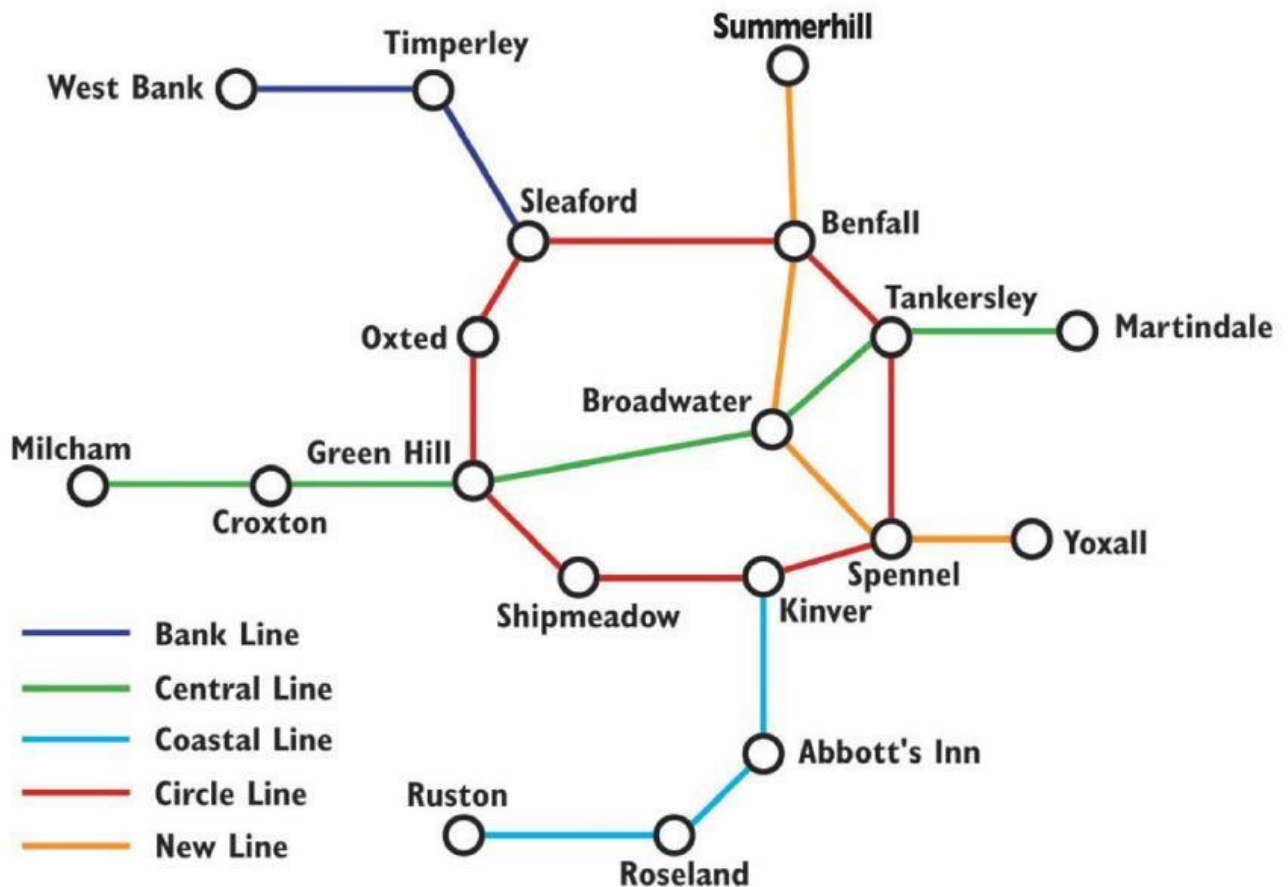 Summerhill
Timperley
West Bank
Sleaford
Benfall
Tankersley
Oxted
Martindale
Broadwater
Milcham
Green Hill
Croxton
Yoxall
Spennel
Shipmeadow
Kinver
Bank Line
Central Line
Coastal Line
Abbott's Inn
Circle Line
Ruston
New Line
Roseland